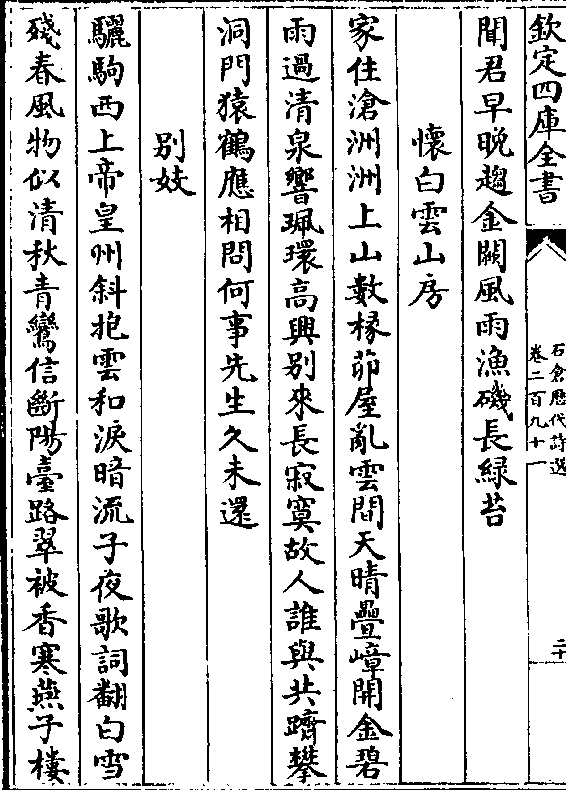 欽定四庫全書
石倉歷代詩選
卷二百九十一
二十
聞君早晚趨金闕風雨漁磯長緑苔
懷白雲山房
家住滄洲洲上山數椽茆屋亂雲間天晴疊嶂開金碧
雨過清泉響珮環高興别來長寂寞故人誰與共躋攀
洞門猿鶴應相問何事先生久未還
别妓
驪駒西上帝皇州斜抱雲和淚暗流子夜歌詞翻白雪
殘春風物似清秋青鸞信斷陽臺路翠被香寒燕子樓